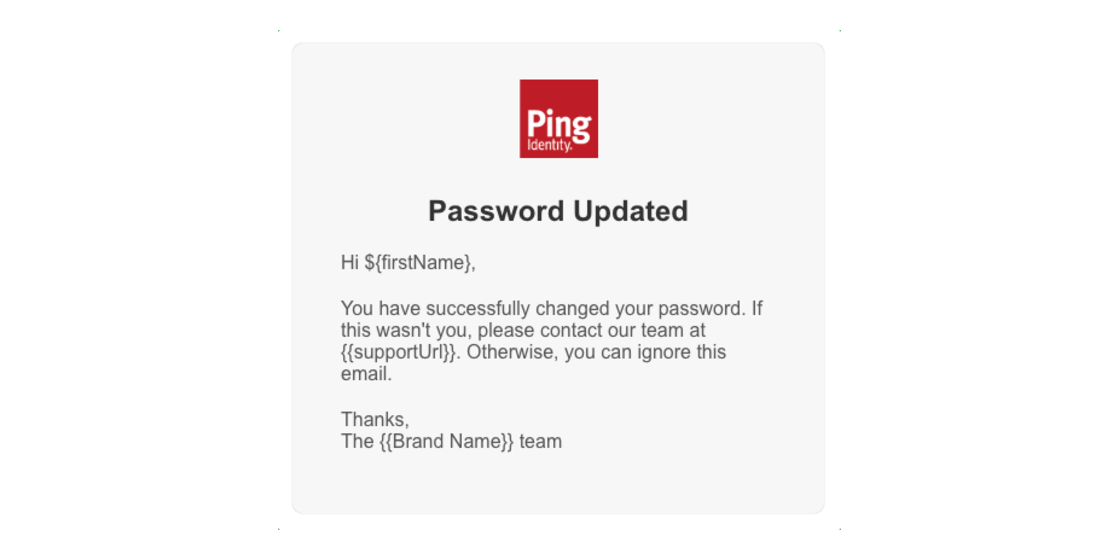 Ping
Identity.
Password Updated
Hi ${firstName},
You have successfully changed your password. If
this wasn't you, please contact our team at
{{supportUrl}}. Otherwise, you can ignore this
email.
Thanks,
The {{Brand Name}} team